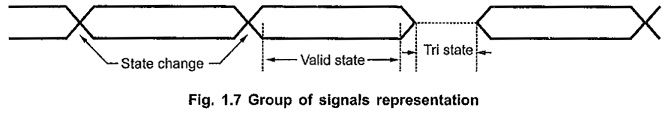 State change
Valid state
Tri state
Fig. 1.7 Group of signals representation